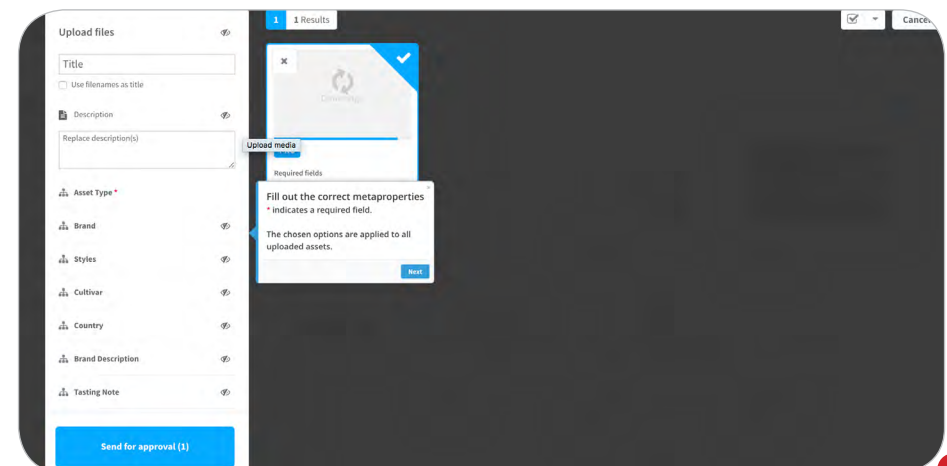 Upload files
Title
Use filenames as title
Description
Replace description(s)
Asset Type *
Brand
Styles
Cultivar
Country
Brand Description
Tasting Note
Send for approval (1)
1 1 Results
Upload media
Required fields
Fill out the correct metaproperties
* indicates a required field.
The chosen options are applied to all
uploaded assets.
Next